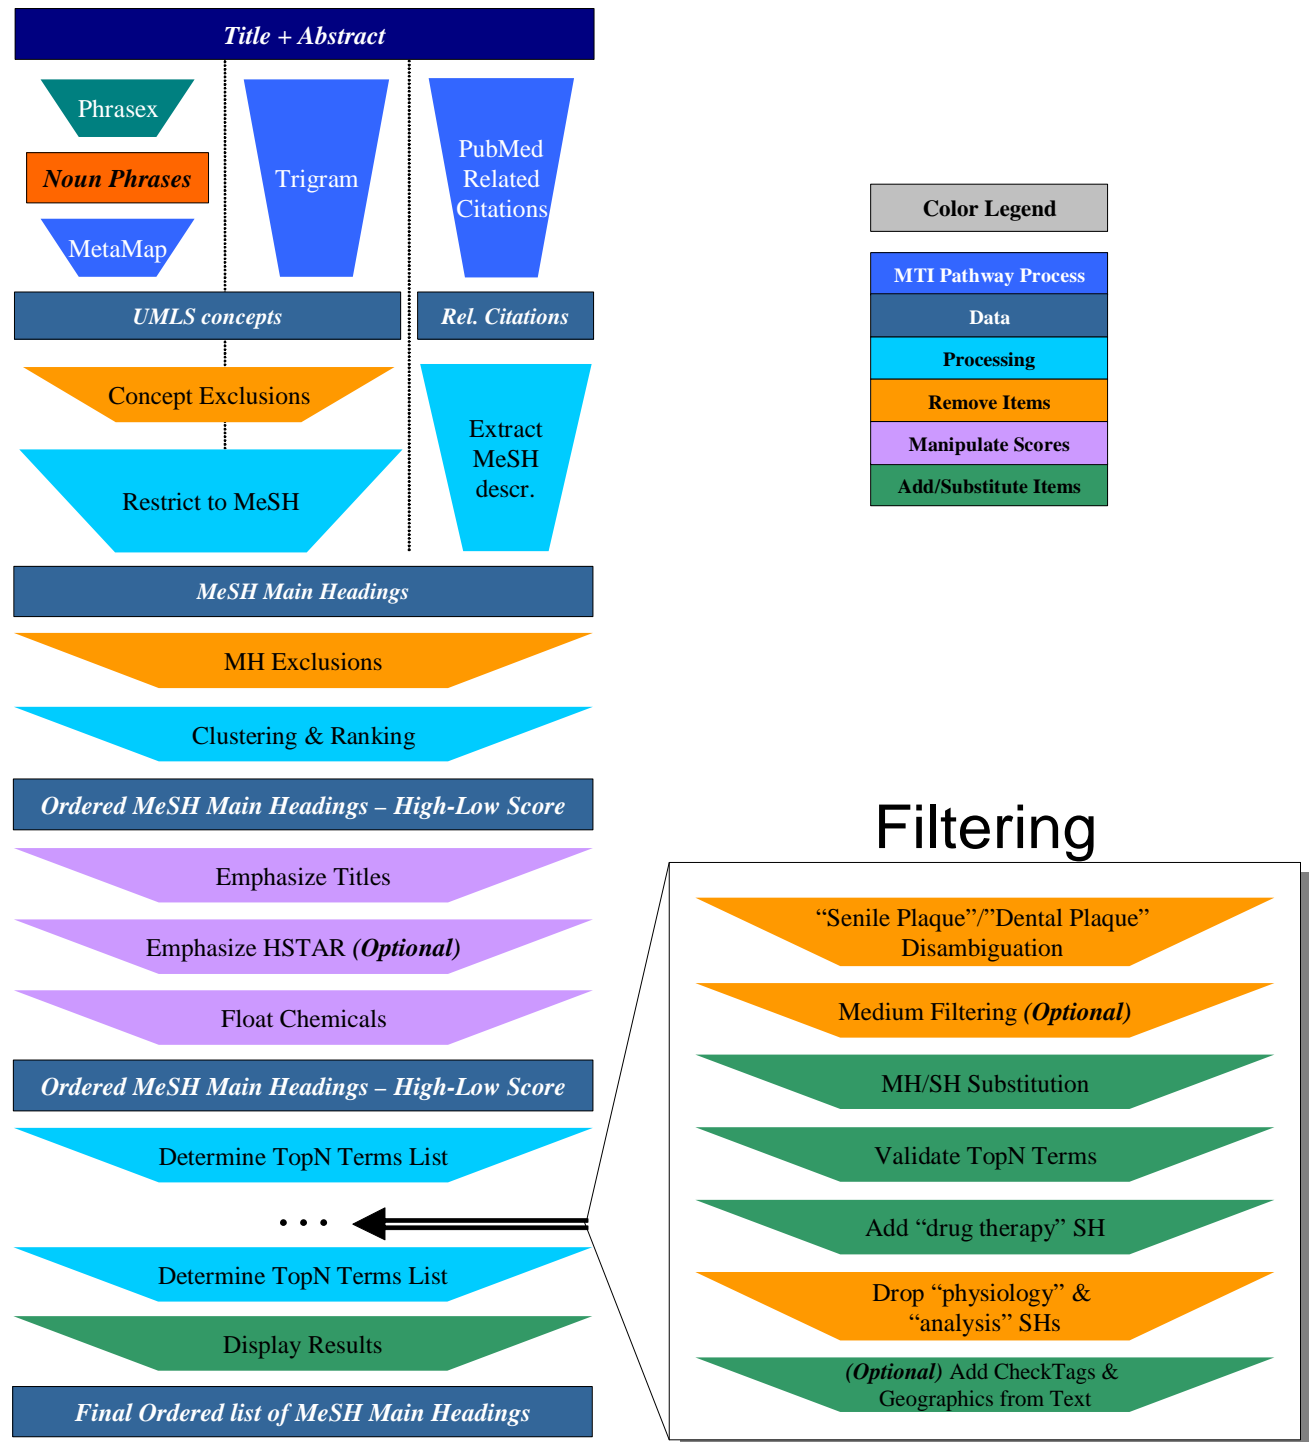 Title + Abstract
Phrasex
Noun Phrases
MetaMap
Trigram
PubMed
Related
Citations
UMLS concepts
Rel. Citations
Concept Exclusions
Restrict to MeSH
Extract
MeSH
descr.
MeSH Main Headings
MH Exclusions
Clustering & Ranking
Ordered MeSH Main Headings – High-Low Score
Emphasize Titles
Emphasize HSTAR (Optional)
Float Chemicals
Ordered MeSH Main Headings – High-Low Score
Determine TopN Terms List
. . .
Determine TopN Terms List
Display Results
Final Ordered list of MeSH Main Headings
Color Legend
MTI Pathway Process
Data
Processing
Remove Items
Manipulate Scores
Add/Substitute Items
Filtering
“Senile Plaque”/”Dental Plaque”
Disambiguation
Medium Filtering (Optional)
MH/SH Substitution
Validate TopN Terms
Add “drug therapy” SH
Drop “physiology” &
“analysis” SHs
(Optional) Add CheckTags &
Geographics from Text